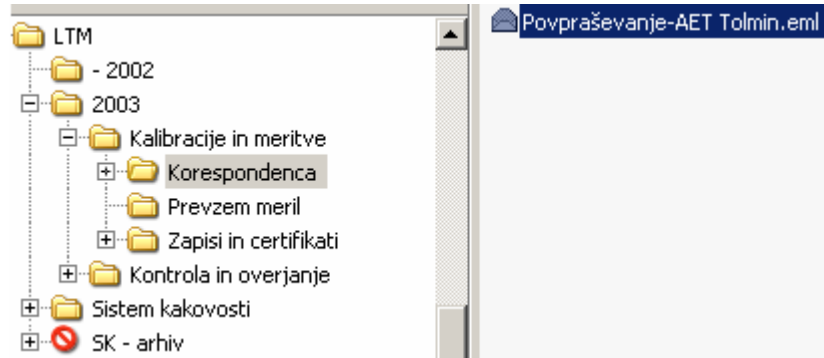 LTM
- 2002
2003
Kalibracije in meritve
Korespondenca
Prevzem meril
Zapisi in certifikati
Kontrola in overjanje
Sistem kakovosti
SK - arhiv
Povpraševanje-AET Tolmin.eml